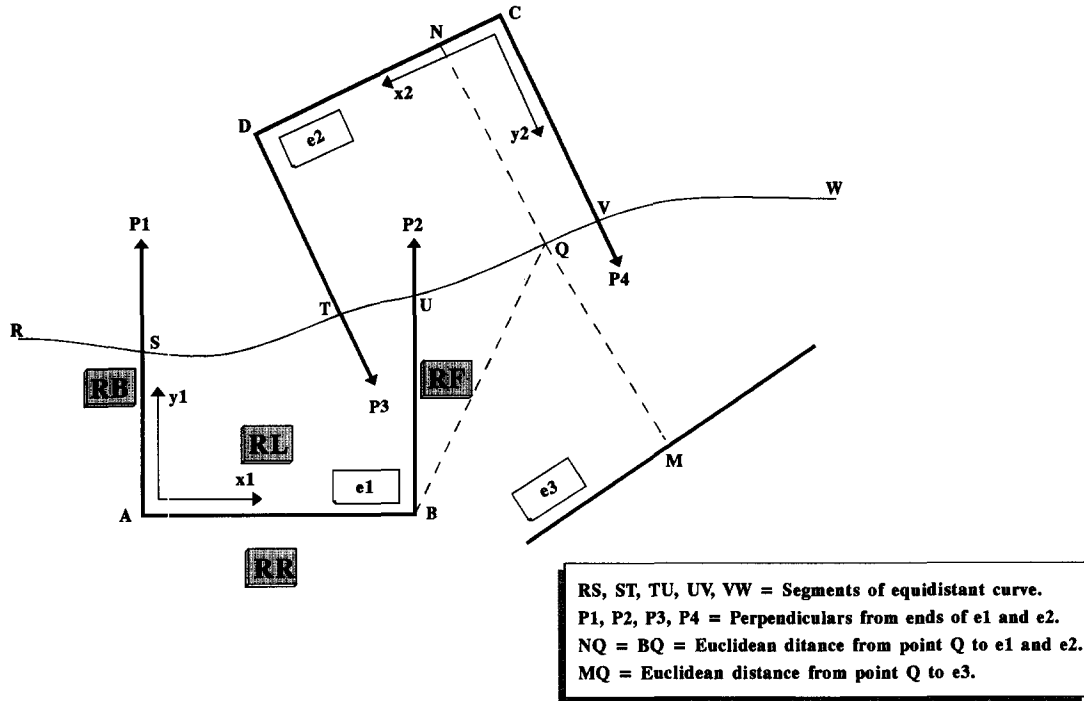 C
N
x2
D
e2
y2
W
V
P1
P2
Q
P4
T
U
R
S
RB
RF
y1
P3
RL
M
x1
e1
e3
A
B
RR
RS, ST, TU, UV, VW = Segments of equidistant curve.
P1, P2, P3, P4 = Perpendiculars from ends of e1 and e2.
NQ = BQ = Euclidean ditance from point Q to e1 and e2.
MQ = Euclidean distance from point Q to e3.